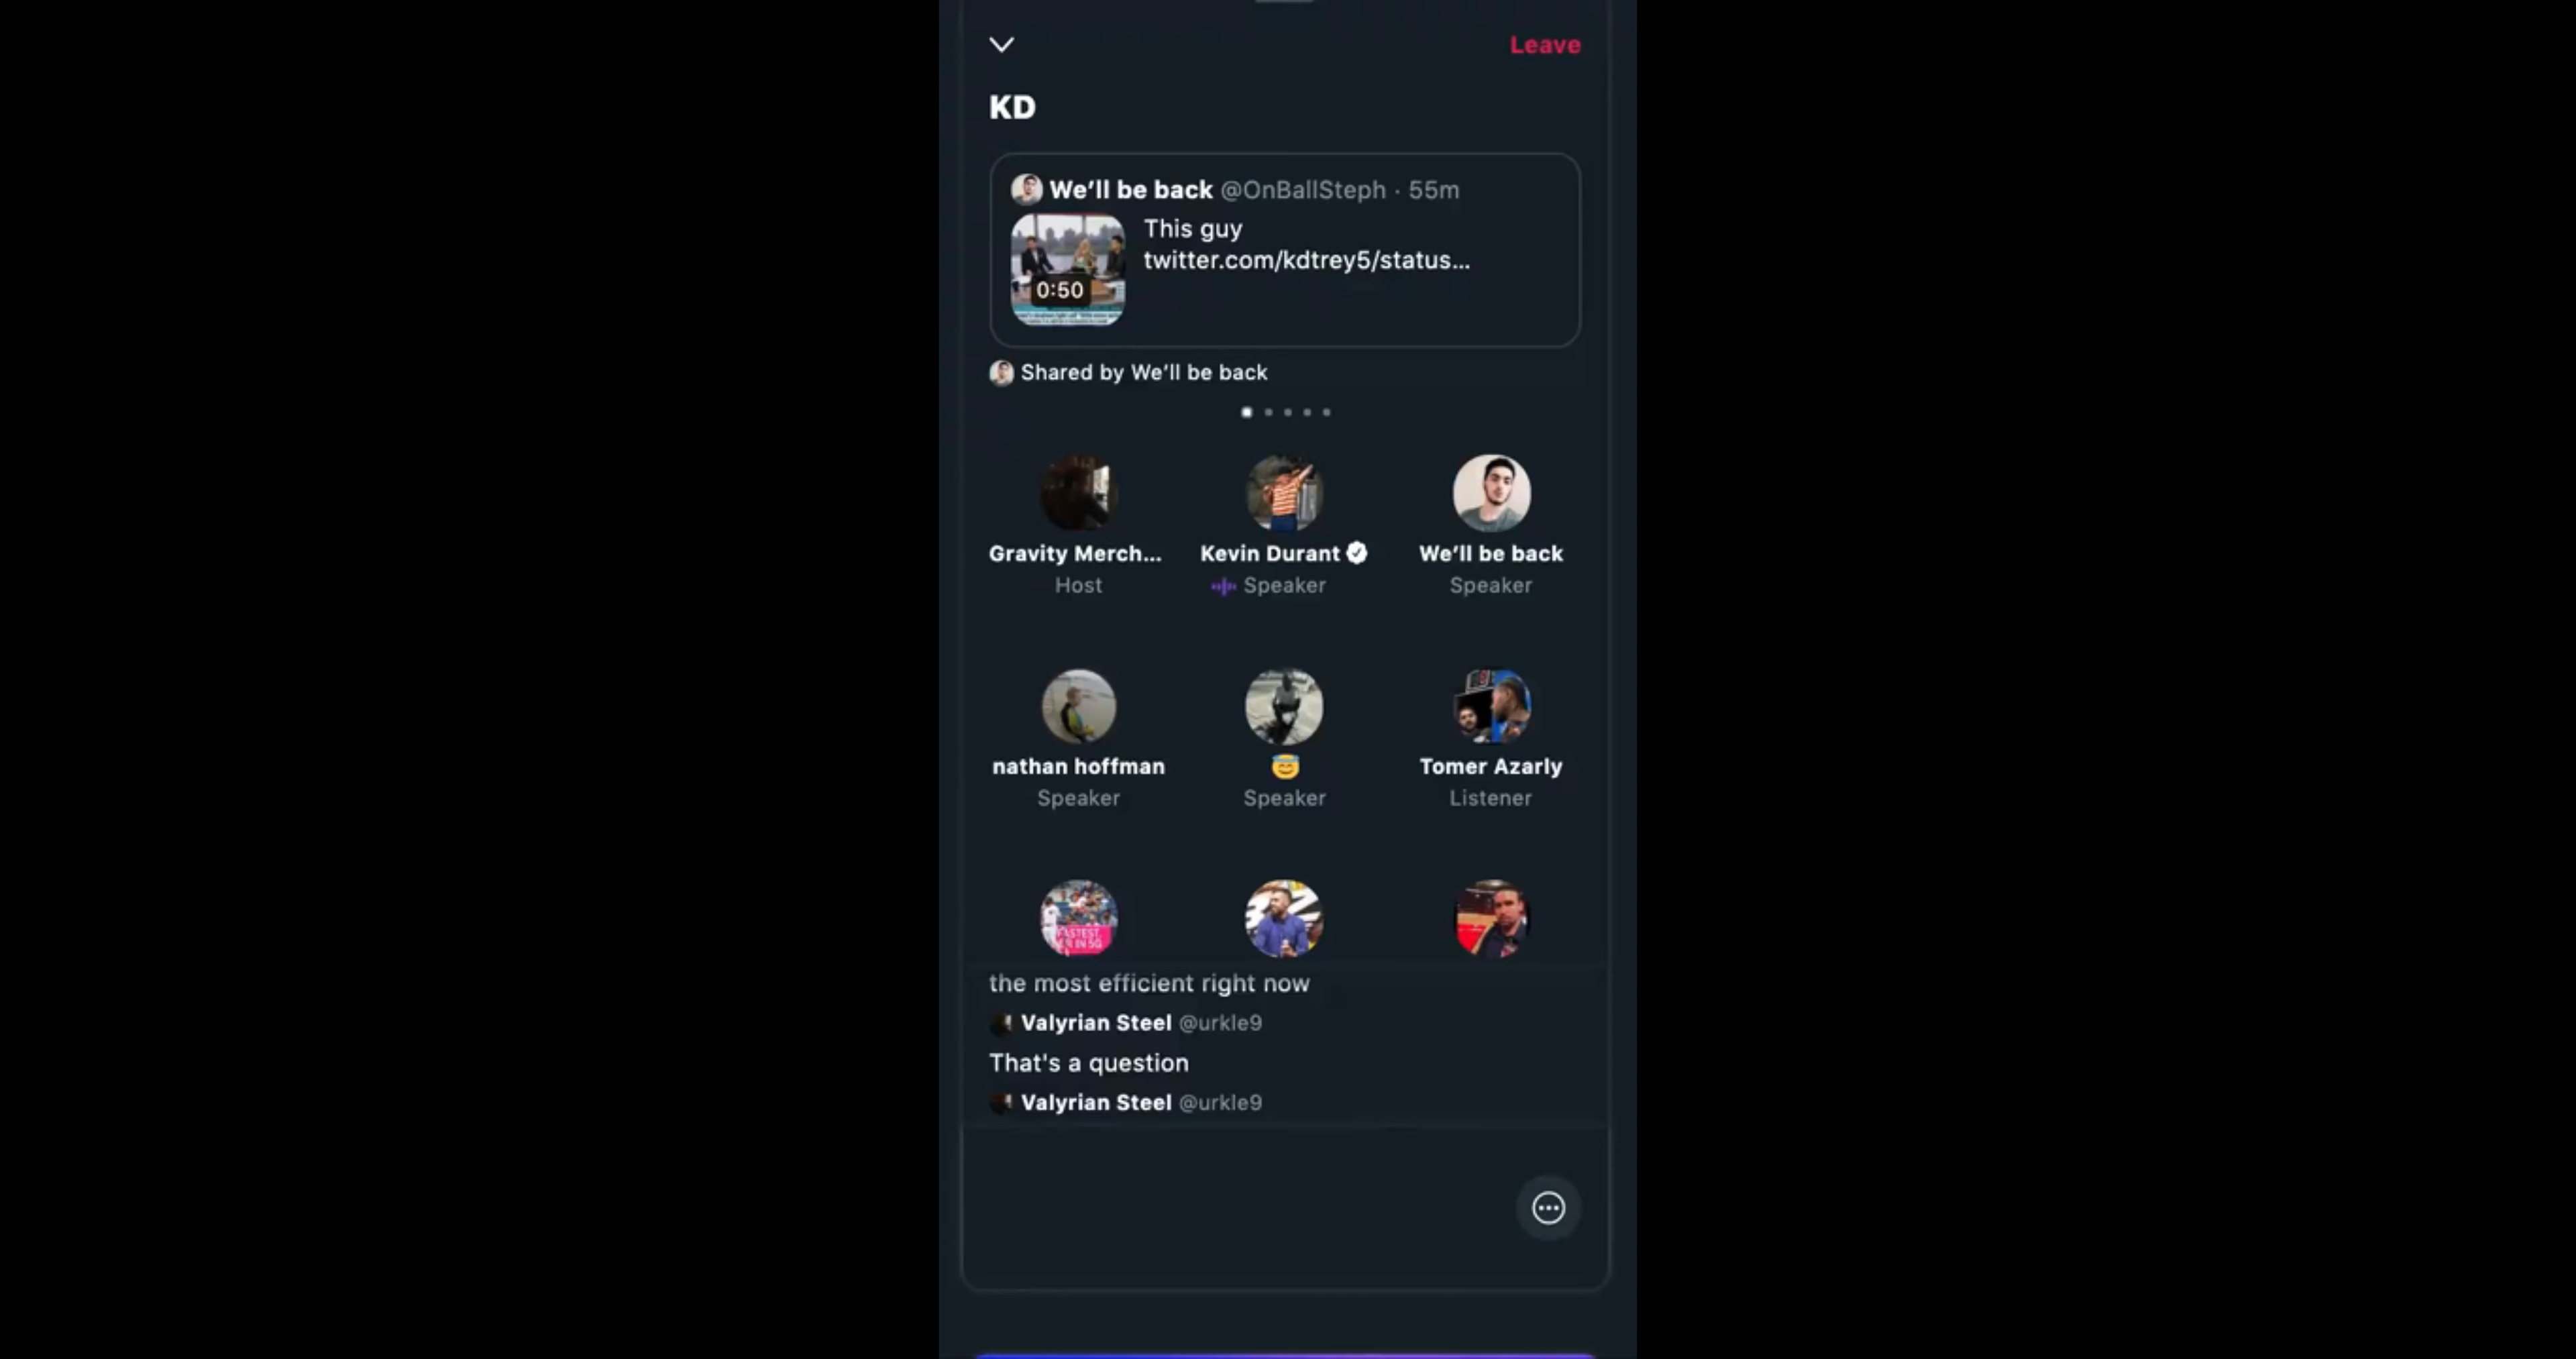 Leave
KD
We'll be back @OnBallSteph · 55m
This guy
twitter.com/kdtrey5/status...
0:50
Shared by We'll be back
Gravity Merch... Kevin Durant We'll be back
Host Speaker Speaker
nathan hoffman 😇 Tomer Azarly
Speaker Speaker Listener
IN 5G
the most efficient right now
Valyrian Steel @urkle9
That's a question
Valyrian Steel @urkle9